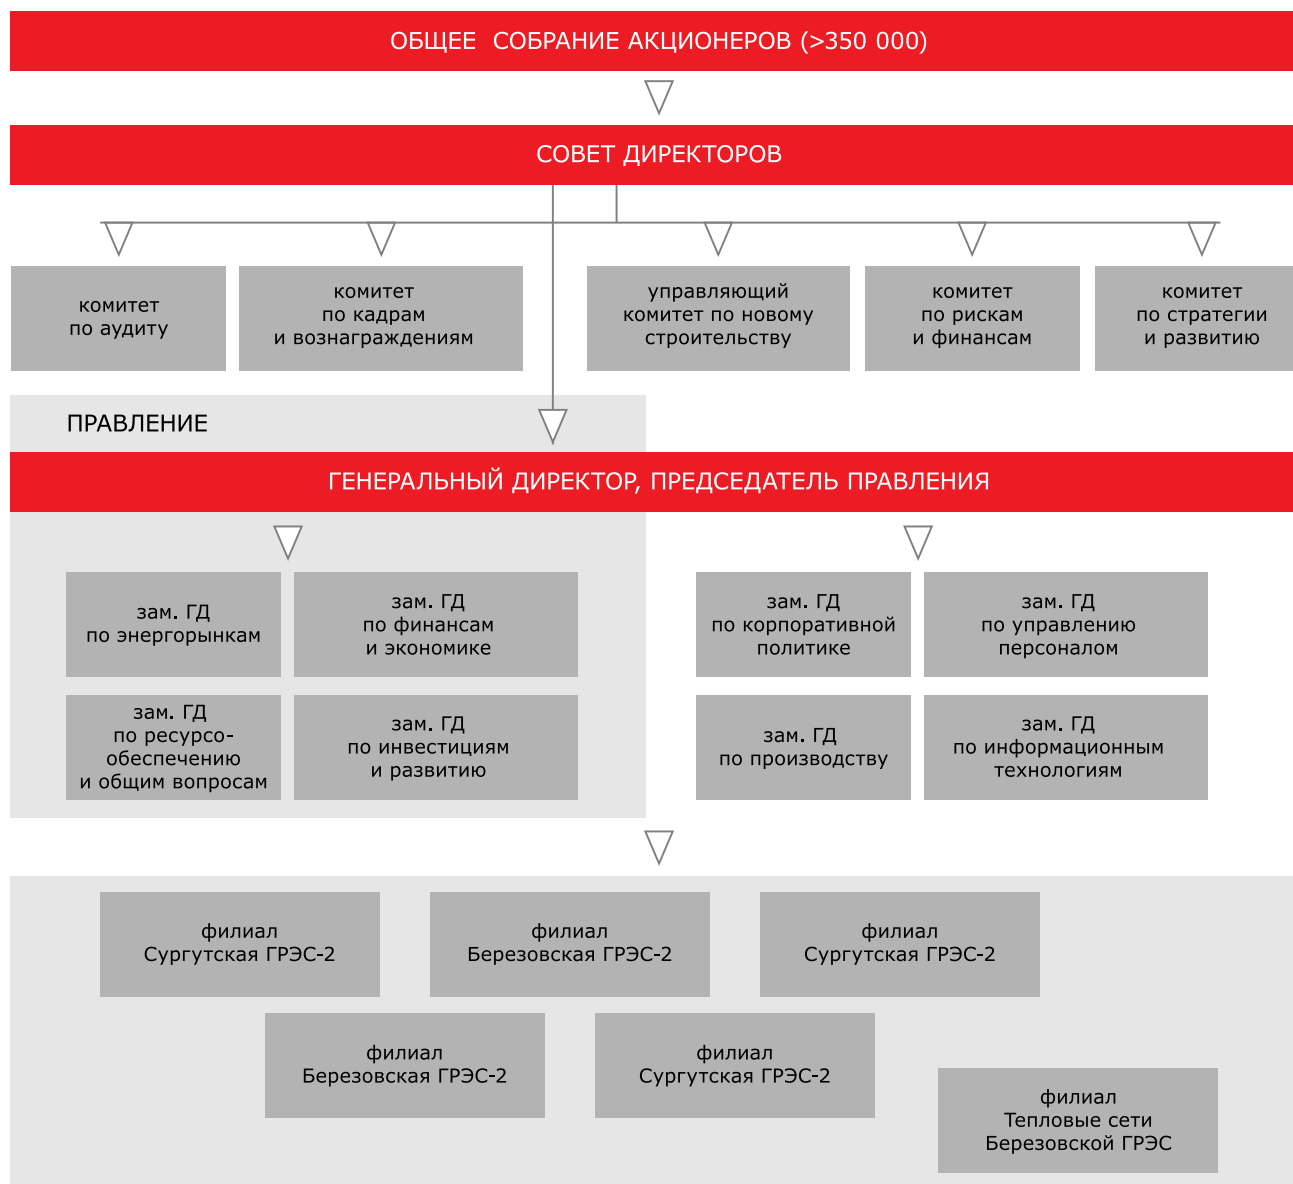 ОБЩЕЕ СОБРАНИЕ АКЦИОНЕРОВ (>350 000)
СОВЕТ ДИРЕКТОРОВ
комитет
по аудиту
комитет
по кадрам
и вознаграждениям
управляющий
комитет по новому
строительству
комитет
по рискам
и финансам
комитет
по стратегии
и развитию
ПРАВЛЕНИЕ
ГЕНЕРАЛЬНЫЙ ДИРЕКТОР, ПРЕДСЕДАТЕЛЬ ПРАВЛЕНИЯ
зам. ГД
по энергорынкам
зам. ГД
по финансам
и экономике
зам. ГД
по корпоративной
политике
зам. ГД
по управлению
персоналом
зам. ГД
по ресурсо-
обеспечению
и общим вопросам
зам. ГД
по инвестициям
и развитию
зам. ГД
по производству
зам. ГД
по информационным
технологиям
филиал
Сургутская ГРЭС-2
филиал
Березовская ГРЭС-2
филиал
Сургутская ГРЭС-2
филиал
Березовская ГРЭС-2
филиал
Сургутская ГРЭС-2
филиал
Тепловые сети
Березовской ГРЭС